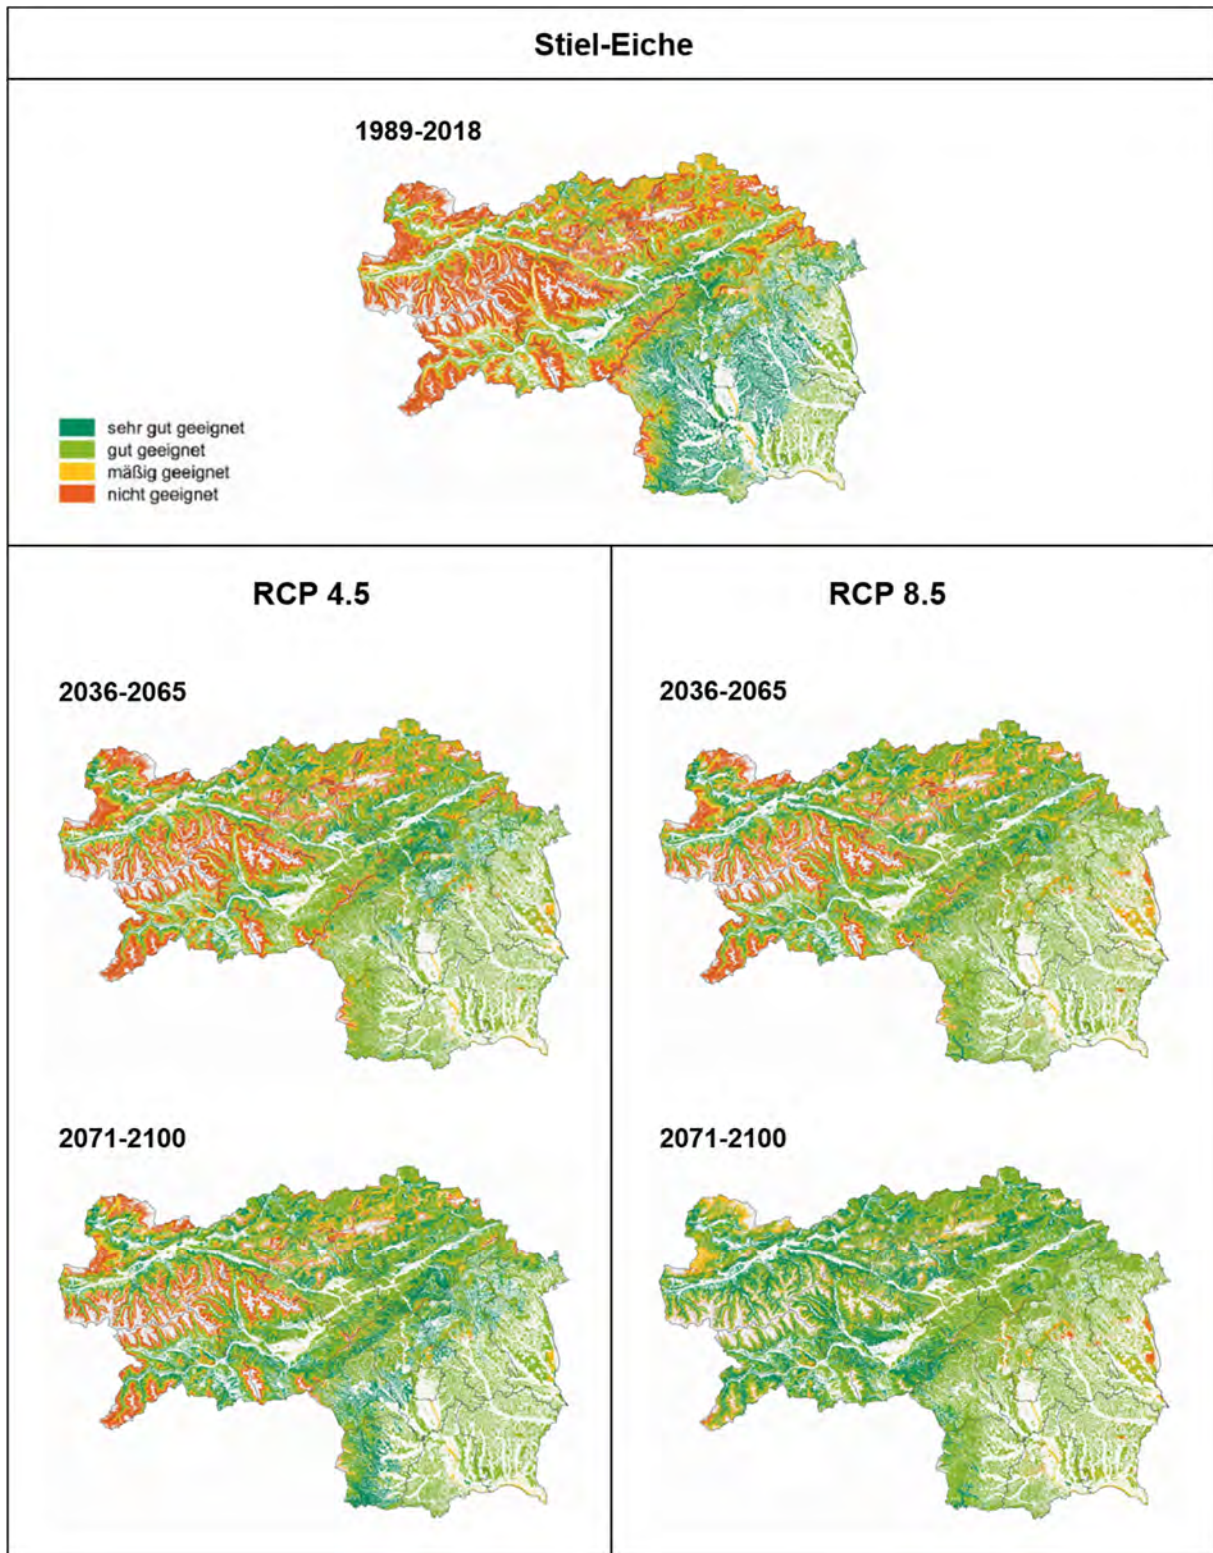 Stiel-Eiche
1989-2018
sehr gut geeignet
gut geeignet
mäßig geeignet
nicht geeignet
RCP 4.5
RCP 8.5
2036-2065
2036-2065
2071-2100
2071-2100